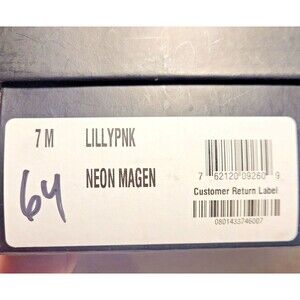 7 M LILLYPNK
64 NEON MAGEN
7 62120 09260 9
Customer Return Label
0801433746007